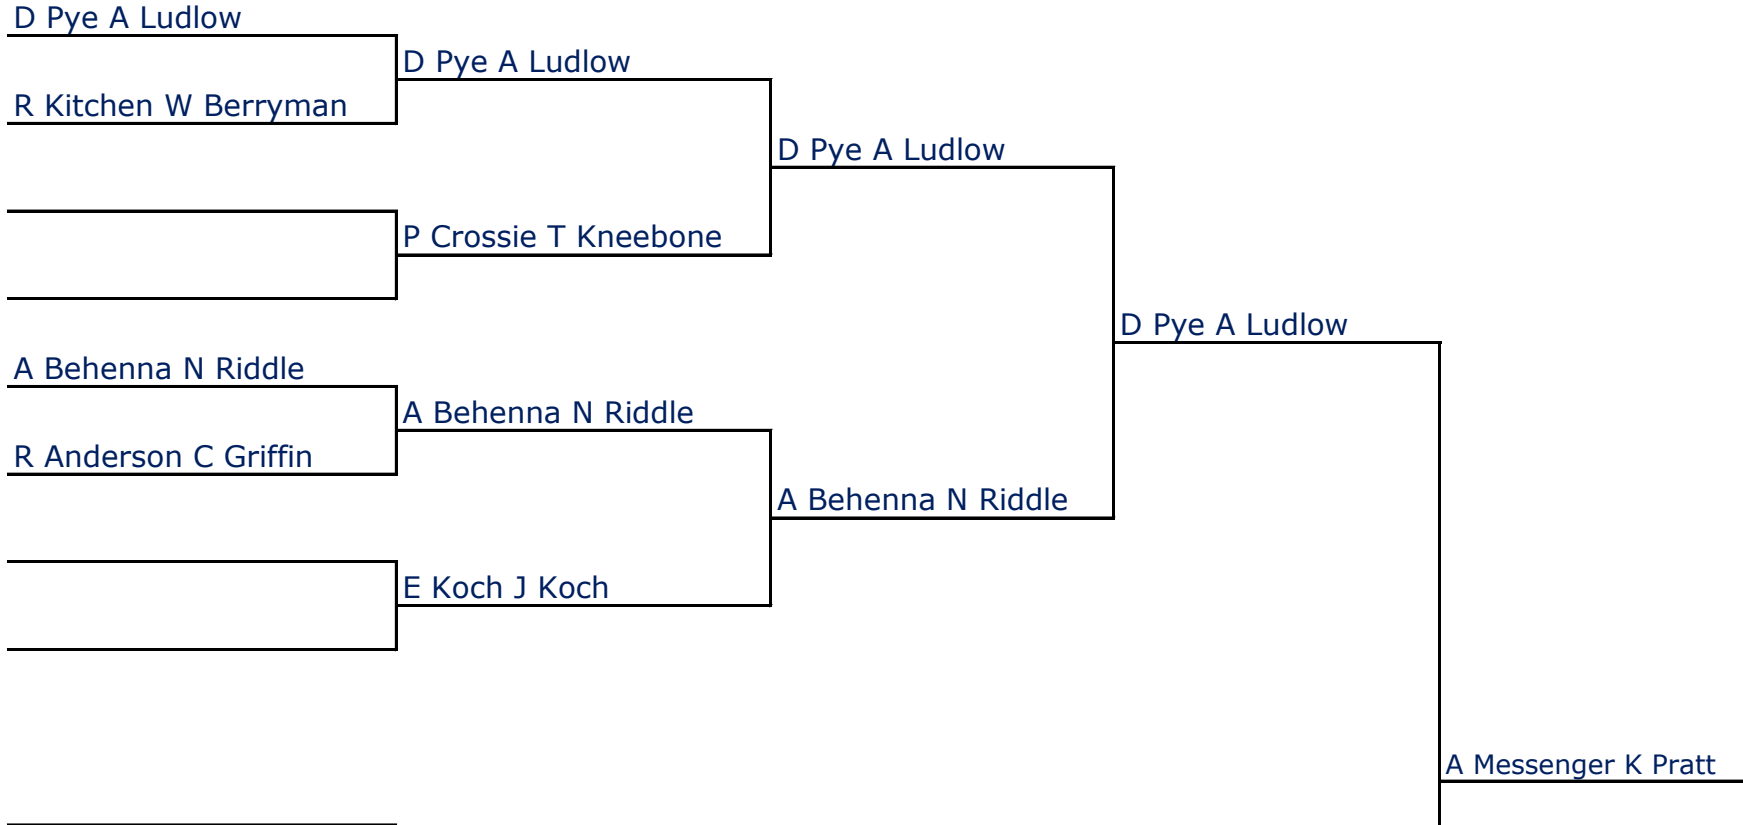 D Pye A Ludlow
D Pye A Ludlow
R Kitchen W Berryman
D Pye A Ludlow
P Crossie T Kneebone
D Pye A Ludlow
A Behenna N Riddle
A Behenna N Riddle
R Anderson C Griffin
A Behenna N Riddle
E Koch J Koch
A Messenger K Pratt